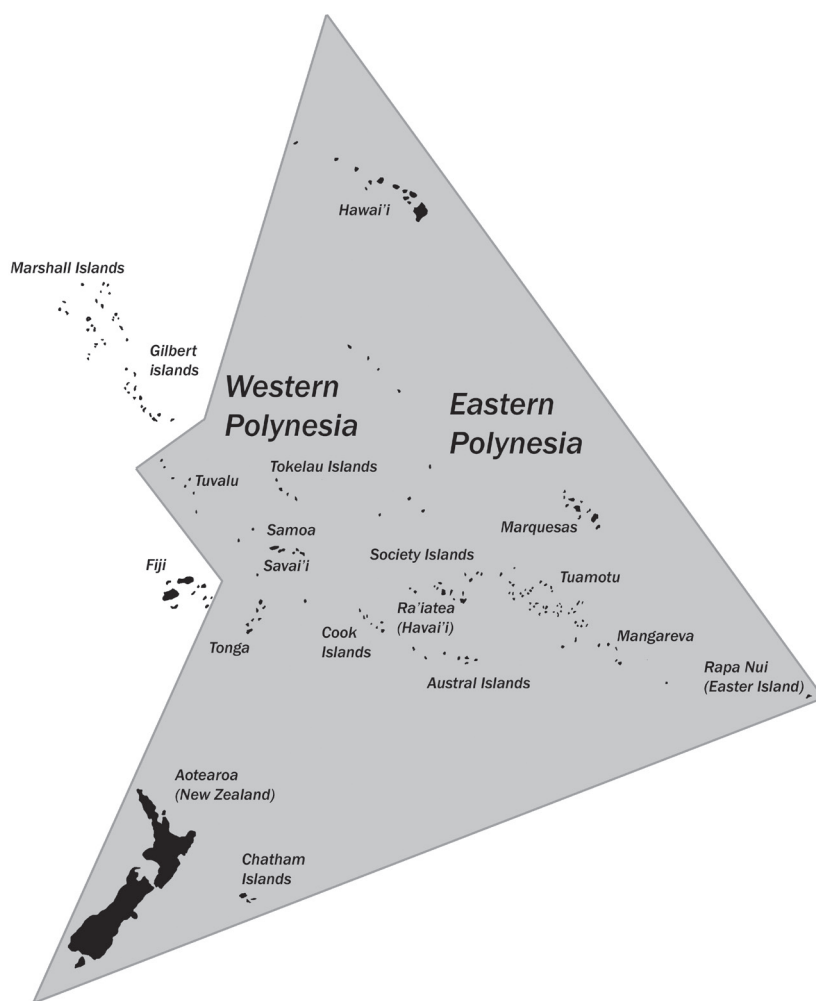 Hawai'i
Marshall Islands
Gilbert
islands
Western
Polynesia
Eastern
Polynesia
Tokelau Islands
Tuvalu
Samoa
Savai'i
Marquesas
Fiji
Society Islands
Tuamotu
Ra'iatea
(Havai'i)
Tonga
Cook
Islands
Mangareva
Austral Islands
Rapa Nui
(Easter Island)
Aotearoa
(New Zealand)
Chatham
Islands